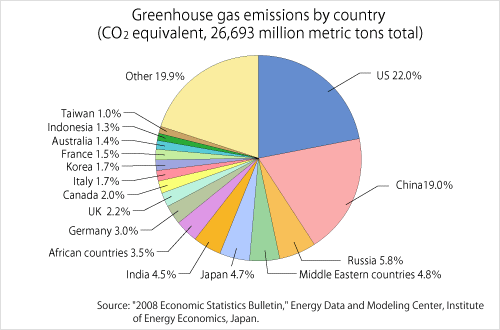 Greenhouse gas emissions by country
(CO2 equivalent, 26,693 million metric tons total)
Other 19.9%
US 22.0%
Taiwan 1.0%
Indonesia 1.3%
Australia 1.4%
France 1.5%
Korea 1.7%
Italy 1.7%
Canada 2.0%
UK 2.2%
Germany 3.0%
African countries 3.5%
India 4.5%
Japan 4.7%
China19.0%
Russia 5.8%
Middle Eastern countries 4.8%
Source: "2008 Economic Statistics Bulletin," Energy Data and Modeling Center, Institute
of Energy Economics, Japan.